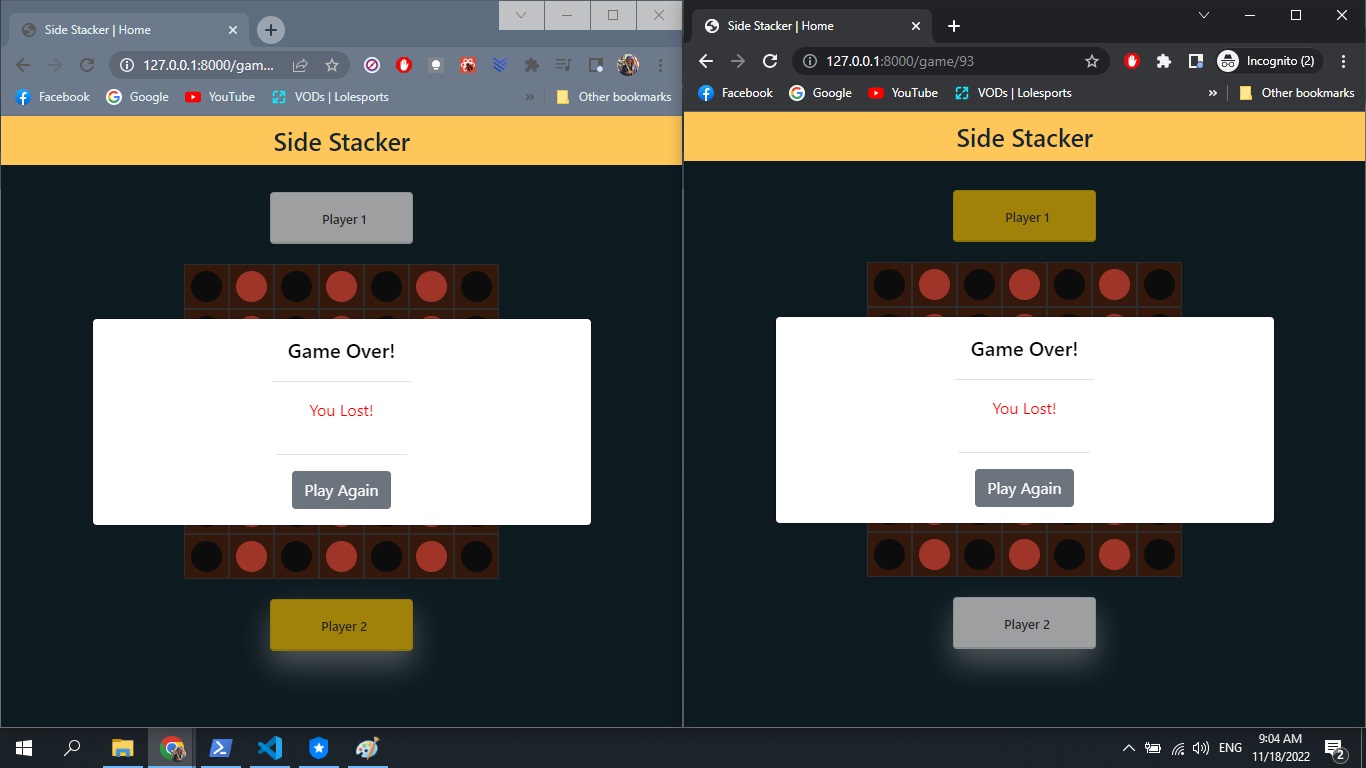 Side Stacker | Home
127.0.0.1:8000/gam...
Facebook Google YouTube VODs | Lolesports » Other bookmarks
Side Stacker
Player 1
Game Over!
You Lost!
Play Again
Player 2
Side Stacker | Home
127.0.0.1:8000/game/93 Incognito (2)
Facebook Google YouTube VODs | Lolesports » Other bookmarks
Side Stacker
Player 1
Game Over!
You Lost!
Play Again
Player 2
ENG 9:04 AM
11/18/2022 2